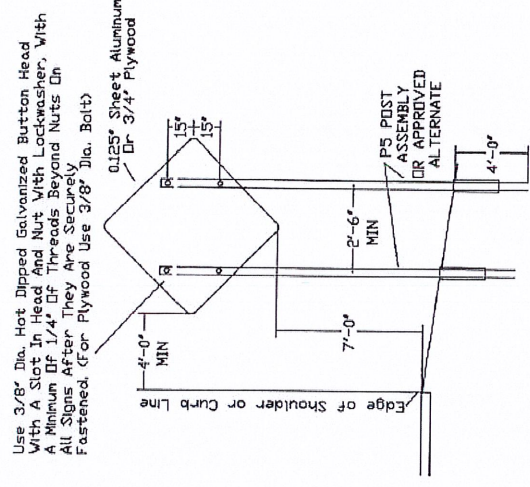 Use 3/8" Dia. Hot Dipped Galvanized Button Head
With A Slot In Head And Nut With Lockwasher, With
A Minimum Of 1/4" Of Threads Beyond Nuts On
All Signs After They Are Securely
Fastened. (For Plywood Use 3/8" Dia. Bolt)
0.125" Sheet Aluminum
Or 3/4" Plywood
15"
15"
4'-0"
MIN
2'-6"
MIN
P5 POST
ASSEMBLY
OR APPROVED
ALTERNATE
7'-0"
4'-0"
Edge of Shoulder or Curb Line